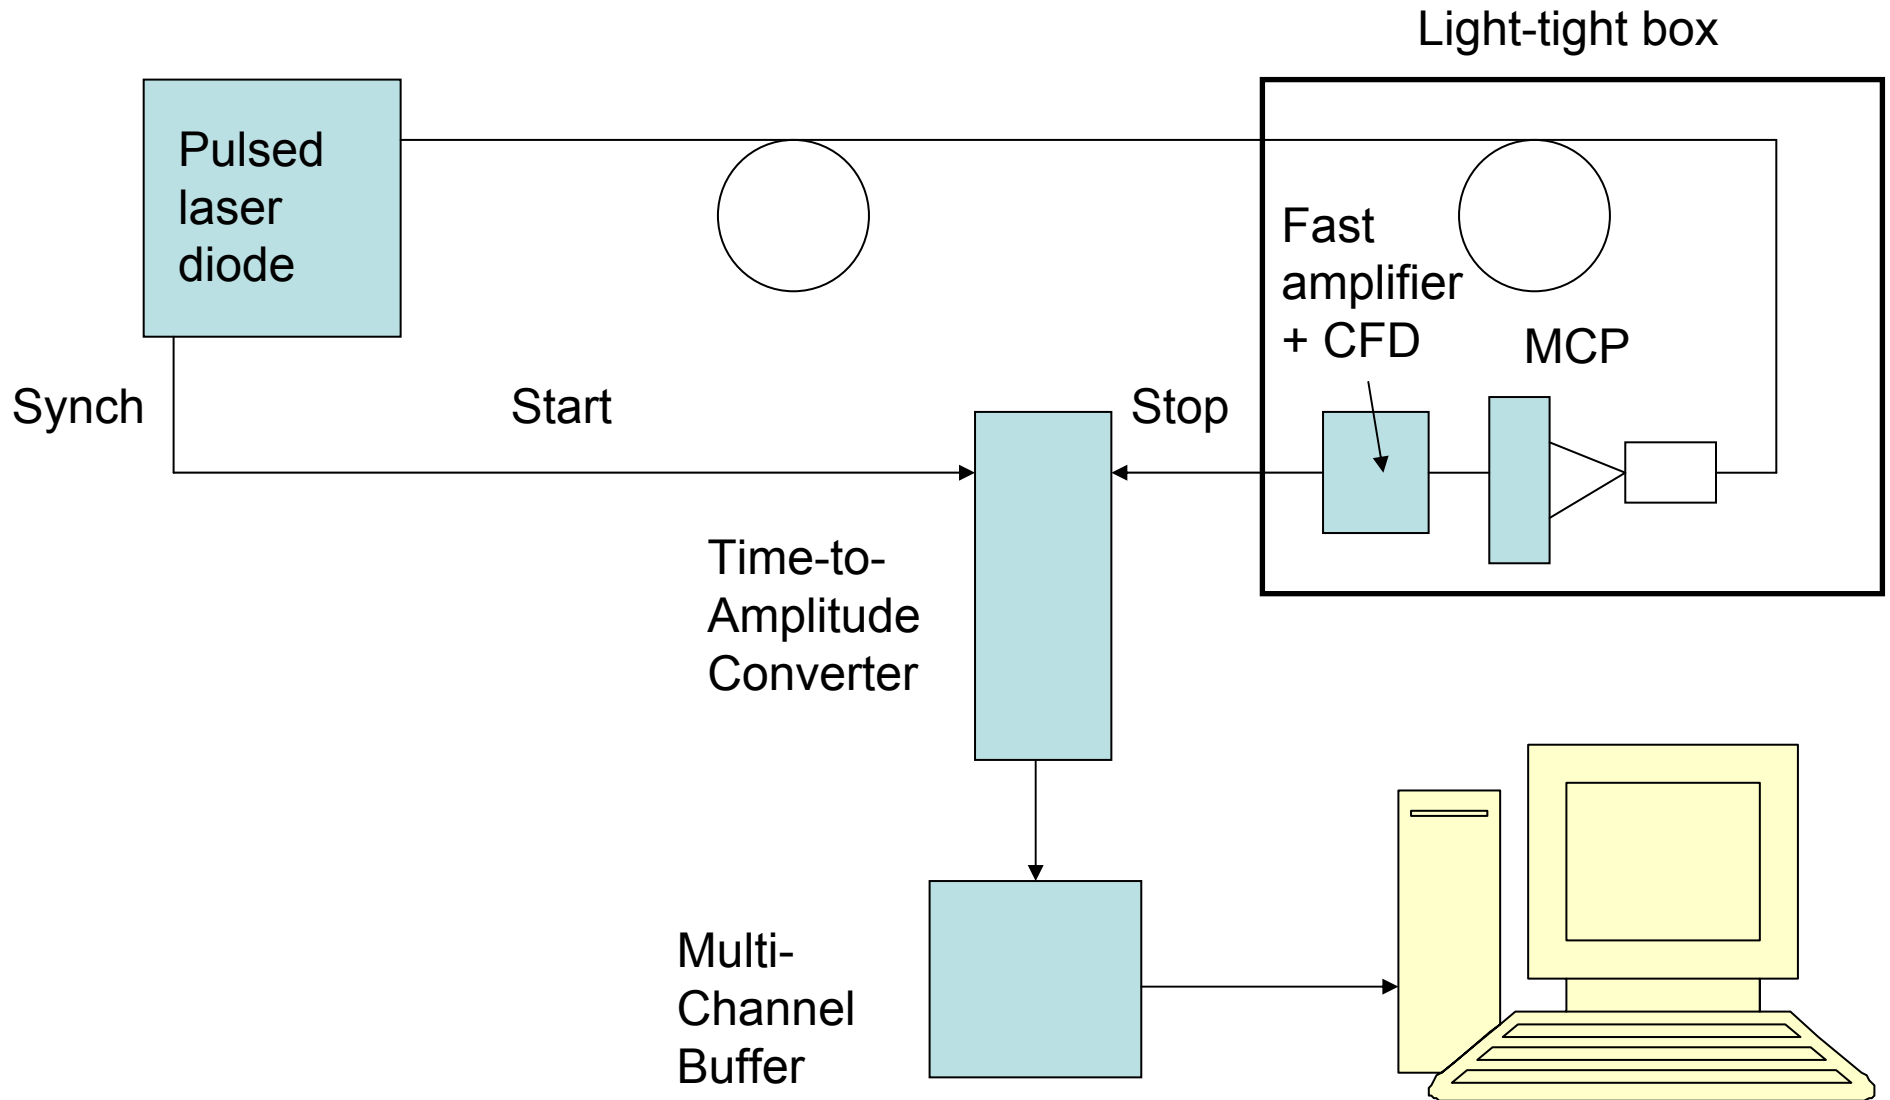 Light-tight box
Pulsed
laser
diode
Fast
amplifier
+ CFD
MCP
Synch
Start
Stop
Time-to-
Amplitude
Converter
Multi-
Channel
Buffer